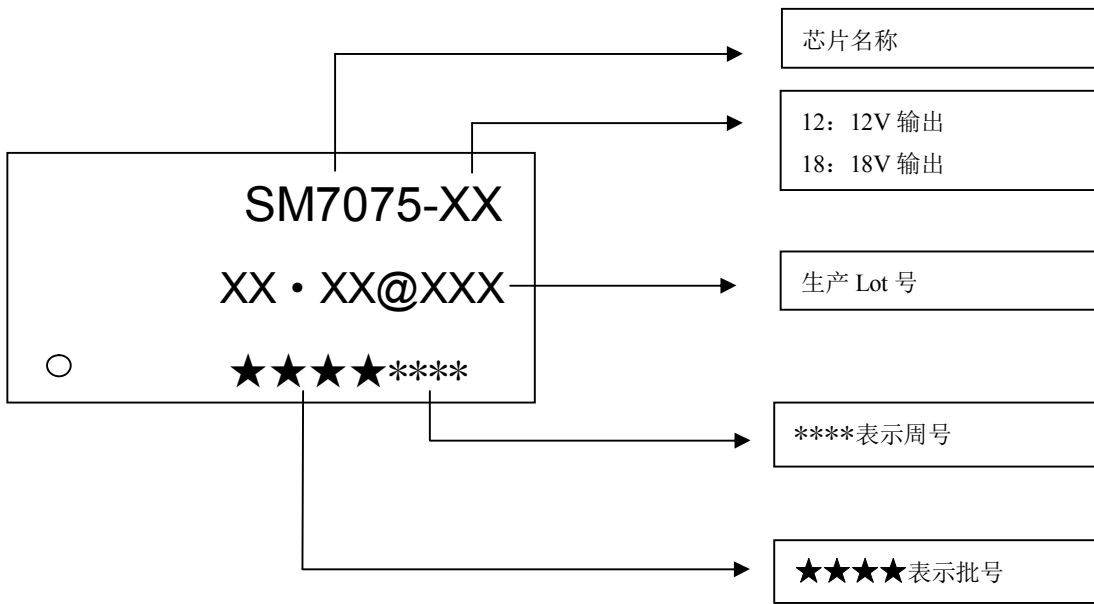 芯片名称
12：12V 输出
18：18V 输出
SM7075-XX
XX·XX@XXX
生产 Lot 号
★★★★****
****表示周号
★★★★表示批号